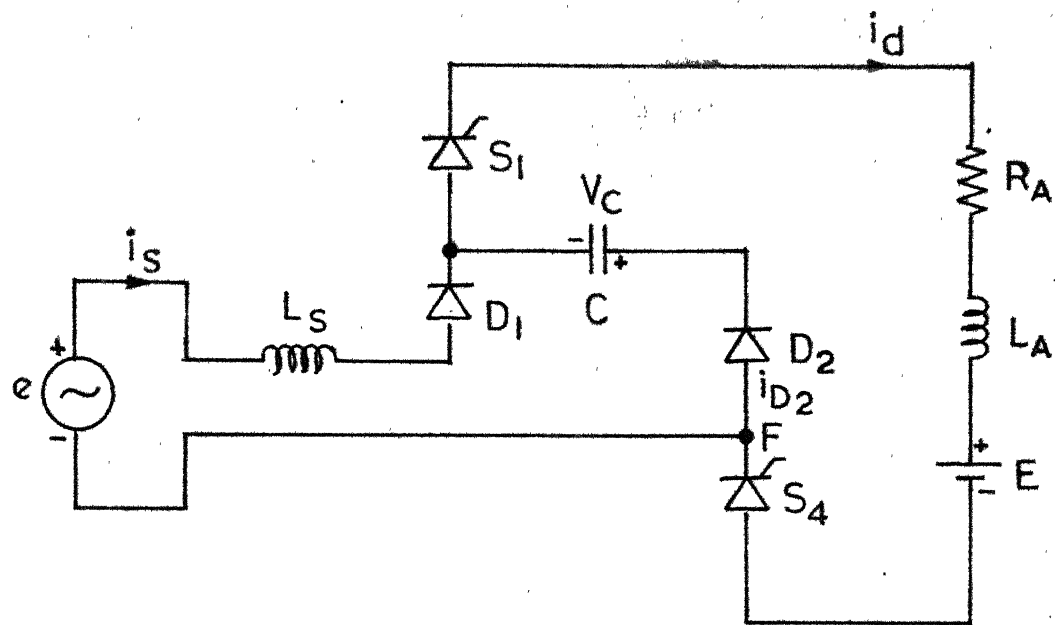 i_d
S_1
R_A
V_C
- +
C
i_s
L_S
D_1
D_2
L_A
+
e
-
i_D2
F
+
E
-
S_4